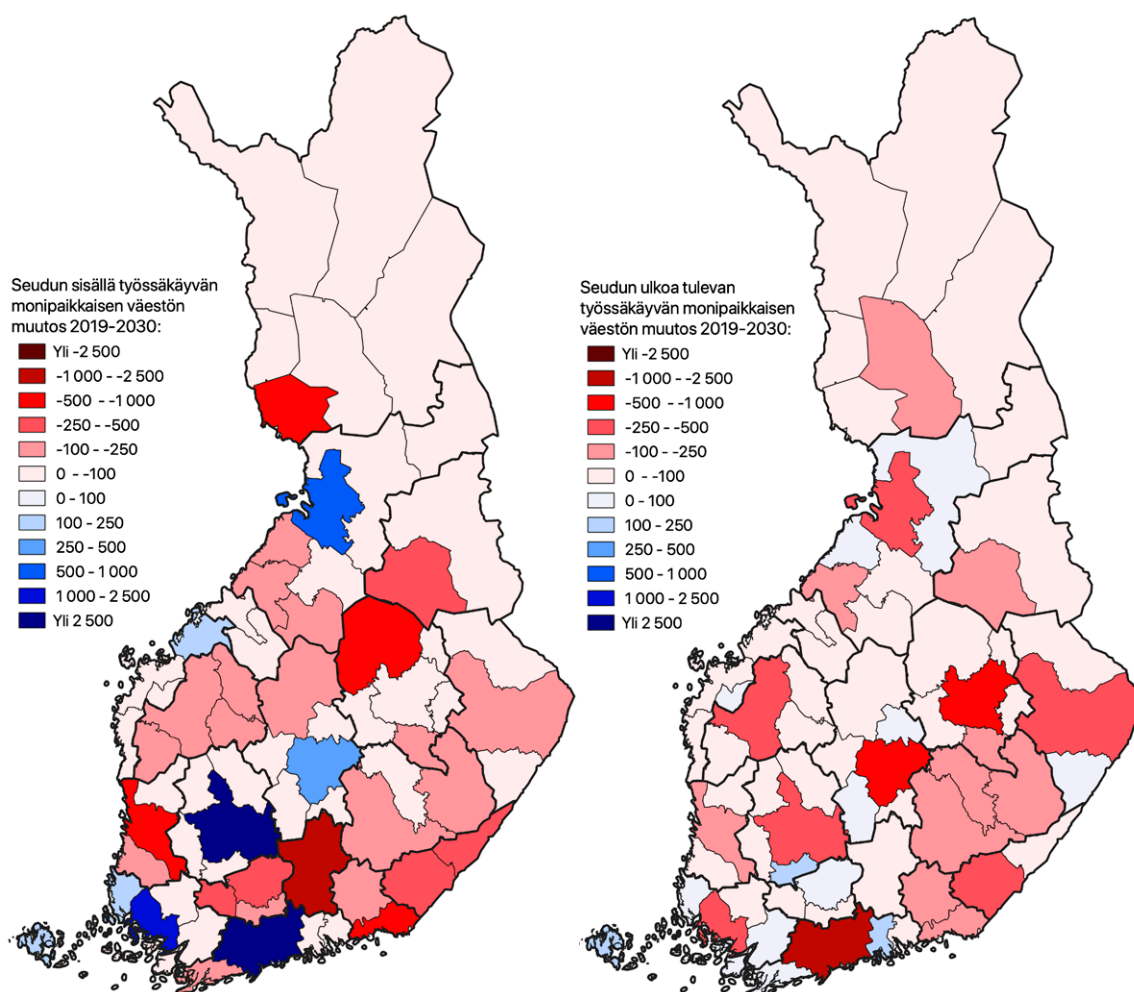 Seudun sisällä työssäkäyvän
monipaikkaisen väestön
muutos 2019-2030:
Yli -2 500
-1 000 - -2 500
-500 - -1 000
-250 - -500
-100 - -250
0 - -100
0 - 100
100 - 250
250 - 500
500 - 1 000
1 000 - 2 500
Yli 2 500
Seudun ulkoa tulevan
työssäkäyvän monipaikkaisen
väestön muutos 2019-2030:
Yli -2 500
-1 000 - -2 500
-500 - -1 000
-250 - -500
-100 - -250
0 - -100
0 - 100
100 - 250
250 - 500
500 - 1 000
1 000 - 2 500
Yli 2 500